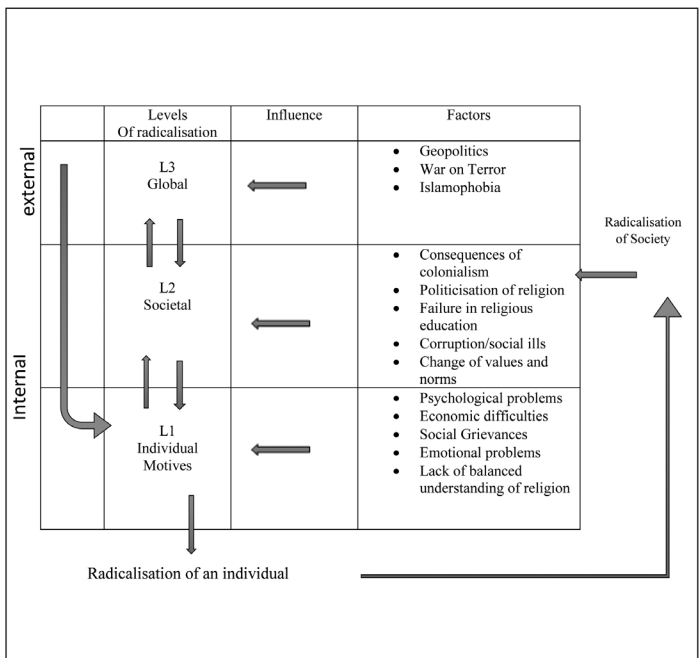 Levels
Of radicalisation
Influence
Factors
external
L3
Global
• Geopolitics
• War on Terror
• Islamophobia
Radicalisation
of Society
Internal
L2
Societal
• Consequences of
colonialism
• Politicisation of religion
• Failure in religious
education
• Corruption/social ills
• Change of values and
norms
L1
Individual
Motives
• Psychological problems
• Economic difficulties
• Social Grievances
• Emotional problems
• Lack of balanced
understanding of religion
Radicalisation of an individual